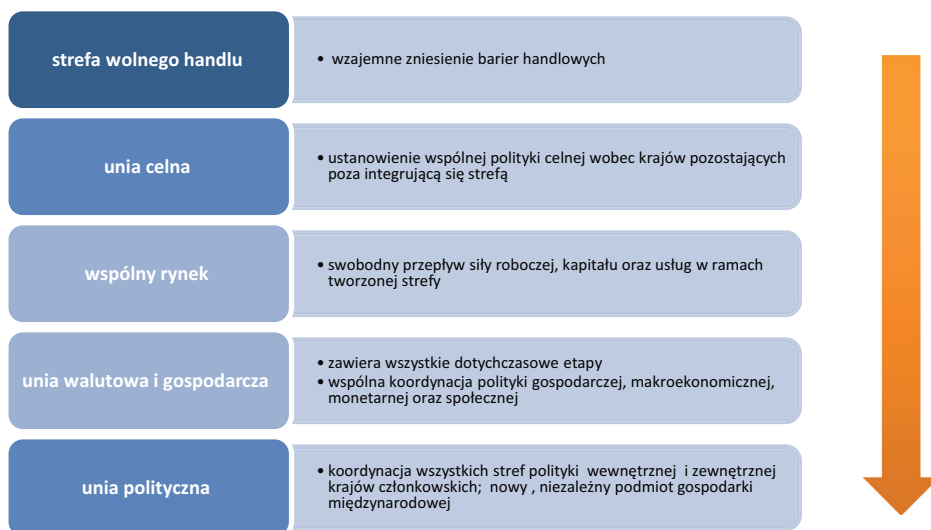 strefa wolnego handlu
• wzajemne zniesienie barier handlowych
unia celna
• ustanowienie wspólnej polityki celnej wobec krajów pozostających
poza integrującą się strefą
wspólny rynek
• swobodny przepływ siły roboczej, kapitału oraz usług w ramach
tworzonej strefy
unia walutowa i gospodarcza
• zawiera wszystkie dotychczasowe etapy
• wspólna koordynacja polityki gospodarczej, makroekonomicznej,
monetarnej oraz społecznej
unia polityczna
• koordynacja wszystkich stref polityki wewnętrznej i zewnętrznej
krajów członkowskich; nowy , niezależny podmiot gospodarki
międzynarodowej